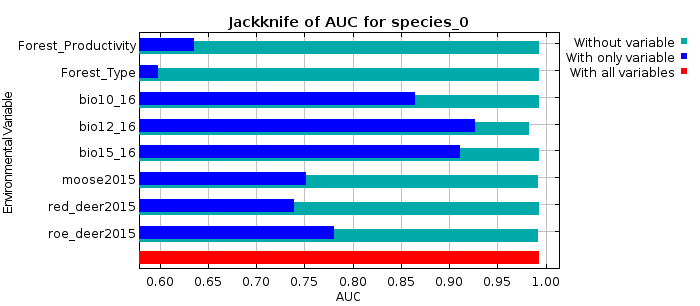 Jackknife of AUC for species_0
Environmental Variable
Forest_Productivity
Forest_Type
bio10_16
bio12_16
bio15_16
moose2015
red_deer2015
roe_deer2015
Without variable
With only variable
With all variables
0.60 0.65 0.70 0.75 0.80 0.85 0.90 0.95 1.00
AUC